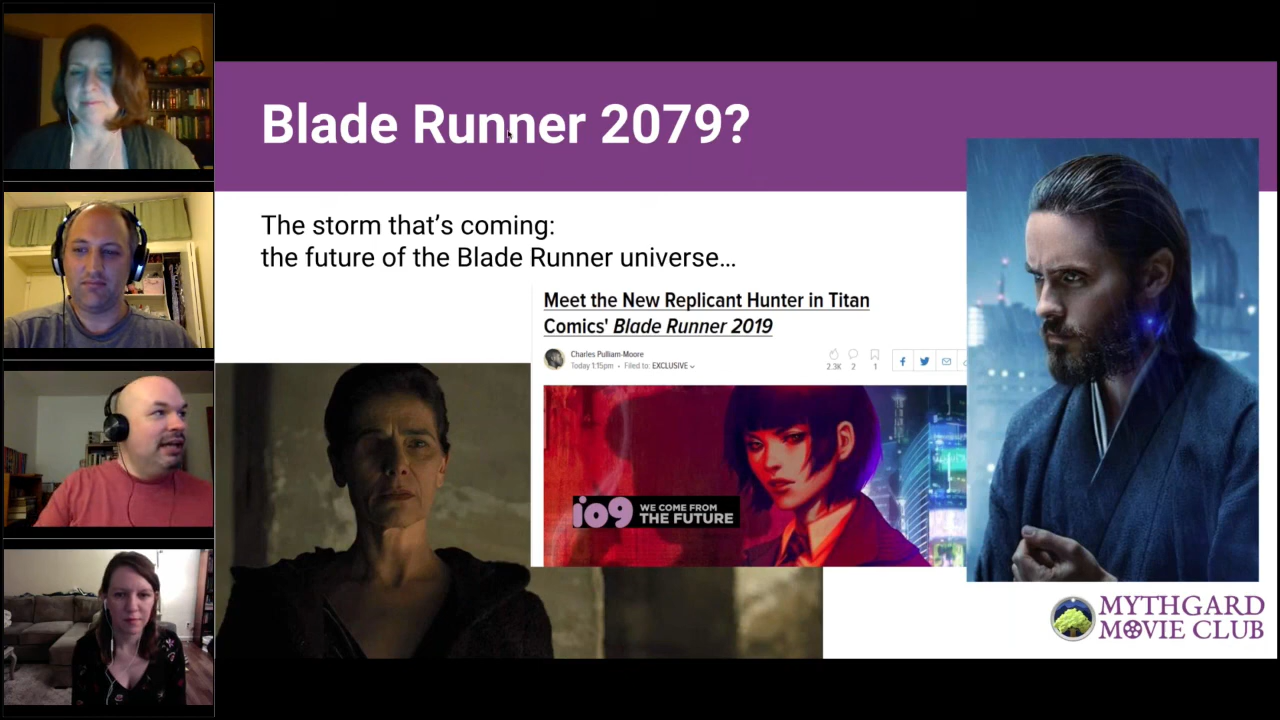 Blade Runner 2079?
The storm that's coming:
the future of the Blade Runner universe...
Meet the New Replicant Hunter in Titan
Comics' Blade Runner 2019
Charles Pulliam-Moore
Today 1:15pm • Filed to: EXCLUSIVE
2.3K 2 1
io9 WE COME FROM
THE FUTURE
MYTHGARD
MOVIE CLUB